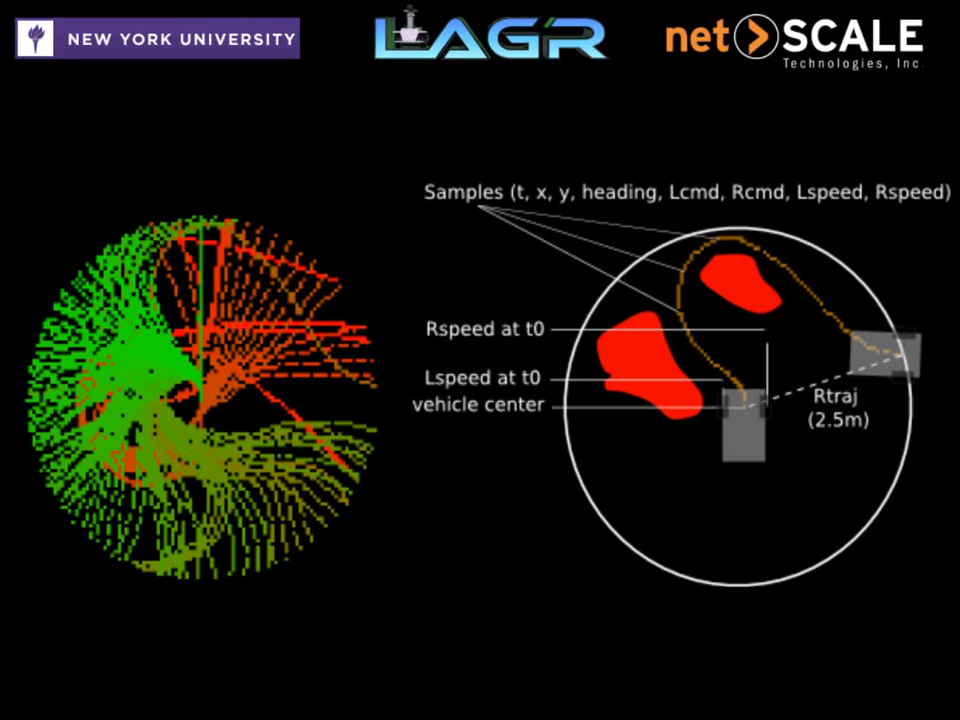 NEW YORK UNIVERSITY
LAGR
net SCALE
Technologies, Inc
Samples (t, x, y, heading, Lcmd, Rcmd, Lspeed, Rspeed)
Rspeed at t0
Lspeed at t0
vehicle center
Rtraj
(2.5m)